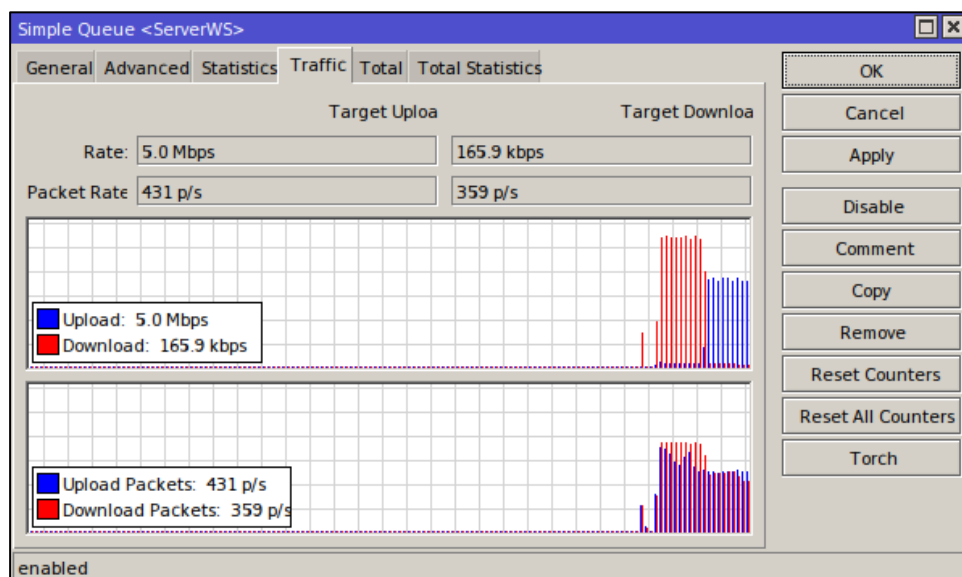 Simple Queue <ServerWS>
General Advanced Statistics Traffic Total Total Statistics
Target Uploa Target Downloa
Rate: 5.0 Mbps 165.9 kbps
Packet Rate 431 p/s 359 p/s
Upload: 5.0 Mbps
Download: 165.9 kbps
Upload Packets: 431 p/s
Download Packets: 359 p/s
OK
Cancel
Apply
Disable
Comment
Copy
Remove
Reset Counters
Reset All Counters
Torch
enabled